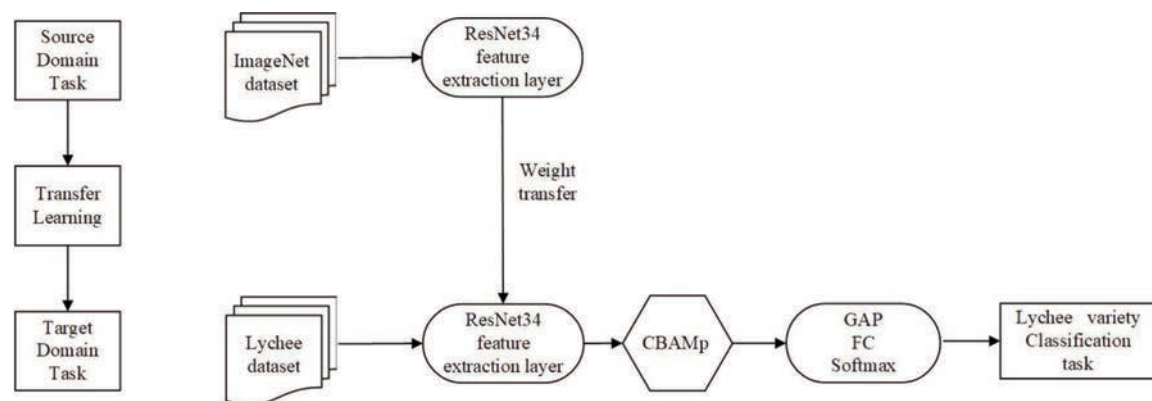 Source
Domain
Task
Transfer
Learning
Target
Domain
Task
ImageNet
dataset
ResNet34
feature
extraction layer
Weight
transfer
Lychee
dataset
ResNet34
feature
extraction layer
CBAMp
GAP
FC
Softmax
Lychee variety
Classification
task